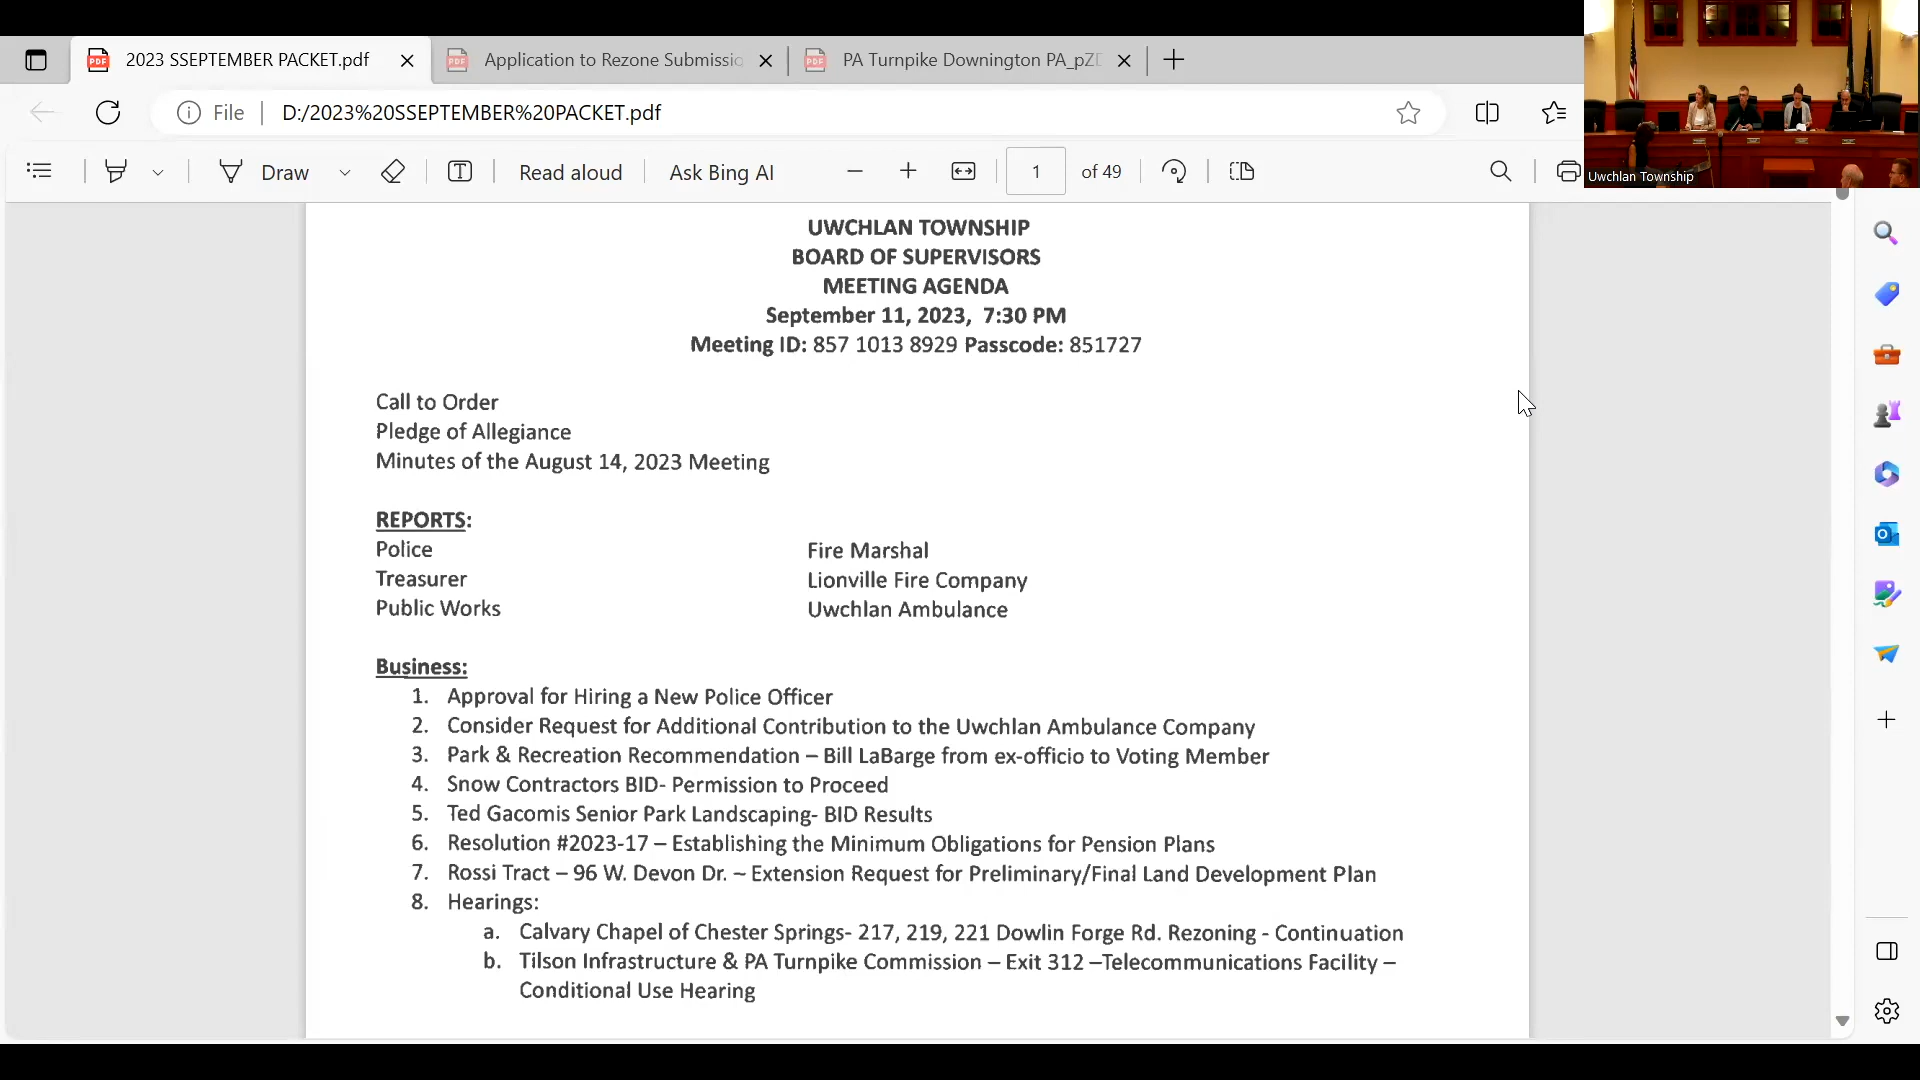 2023 SSEPTEMBER PACKET.pdf
Application to Rezone Submissio
PA Turnpike Downington PA_pZD
File
D:/2023%20SSEPTEMBER%20PACKET.pdf
Draw
Read aloud
Ask Bing AI
1 of 49
Uwchlan Township
UWCHLAN TOWNSHIP
BOARD OF SUPERVISORS
MEETING AGENDA
September 11, 2023, 7:30 PM
Meeting ID: 857 1013 8929 Passcode: 851727
Call to Order
Pledge of Allegiance
Minutes of the August 14, 2023 Meeting
REPORTS:
Police
Fire Marshal
Treasurer
Lionville Fire Company
Public Works
Uwchlan Ambulance
Business:
1. Approval for Hiring a New Police Officer
2. Consider Request for Additional Contribution to the Uwchlan Ambulance Company
3. Park & Recreation Recommendation – Bill LaBarge from ex-officio to Voting Member
4. Snow Contractors BID- Permission to Proceed
5. Ted Gacomis Senior Park Landscaping- BID Results
6. Resolution #2023-17 – Establishing the Minimum Obligations for Pension Plans
7. Rossi Tract – 96 W. Devon Dr. ~ Extension Request for Preliminary/Final Land Development Plan
8. Hearings:
a. Calvary Chapel of Chester Springs- 217, 219, 221 Dowlin Forge Rd. Rezoning - Continuation
b. Tilson Infrastructure & PA Turnpike Commission – Exit 312 –Telecommunications Facility –
Conditional Use Hearing